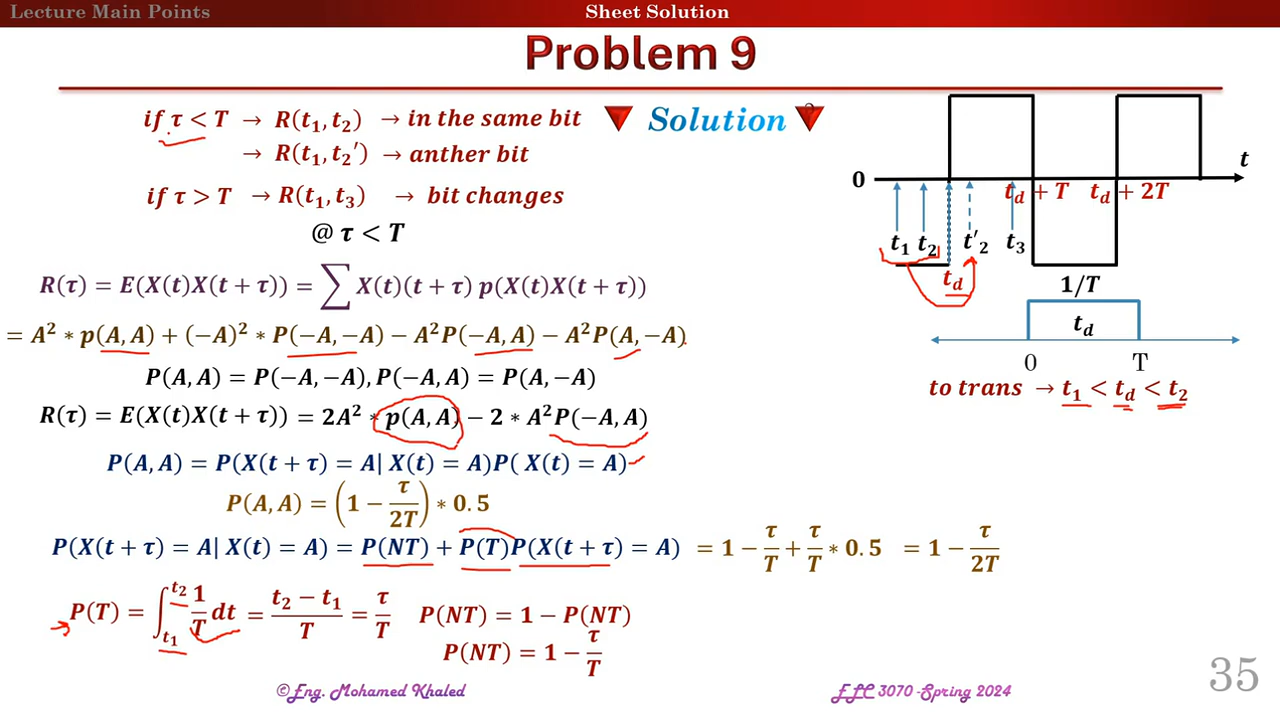 Lecture Main Points
Sheet Solution
Problem 9
if τ < T → R(t₁, t₂) → in the same bit
→ R(t₁, t₂′) → anther bit
if τ > T → R(t₁, t₃) → bit changes
@ τ < T
Solution
R(τ) = E(X(t)X(t + τ)) = ∑ X(t)(t + τ) p(X(t)X(t + τ))
= A² * p(A, A) + (−A)² * P(−A, −A) − A²P(−A, A) − A²P(A, −A)
P(A, A) = P(−A, −A), P(−A, A) = P(A, −A)
R(τ) = E(X(t)X(t + τ)) = 2A² * p(A, A) − 2 * A²P(−A, A)
P(A, A) = P(X(t + τ) = A| X(t) = A)P( X(t) = A)
P(A, A) = (1 − τ/2T) * 0.5
P(X(t + τ) = A| X(t) = A) = P(NT) + P(T)P(X(t + τ) = A) = 1 − τ/T + τ/T * 0.5 = 1 − τ/2T
P(T) = ∫_{t₁}^{t₂} 1/T dt = (t₂ − t₁)/T = τ/T P(NT) = 1 − P(NT)
P(NT) = 1 − τ/T
0
t
t_d + T
t_d + 2T
t₁ t₂ t′₂ t₃
t_d
1/T
t_d
0 T
to trans → t₁ < t_d < t₂
©Eng. Mohamed Khaled
ELC 3070 -Spring 2024
35